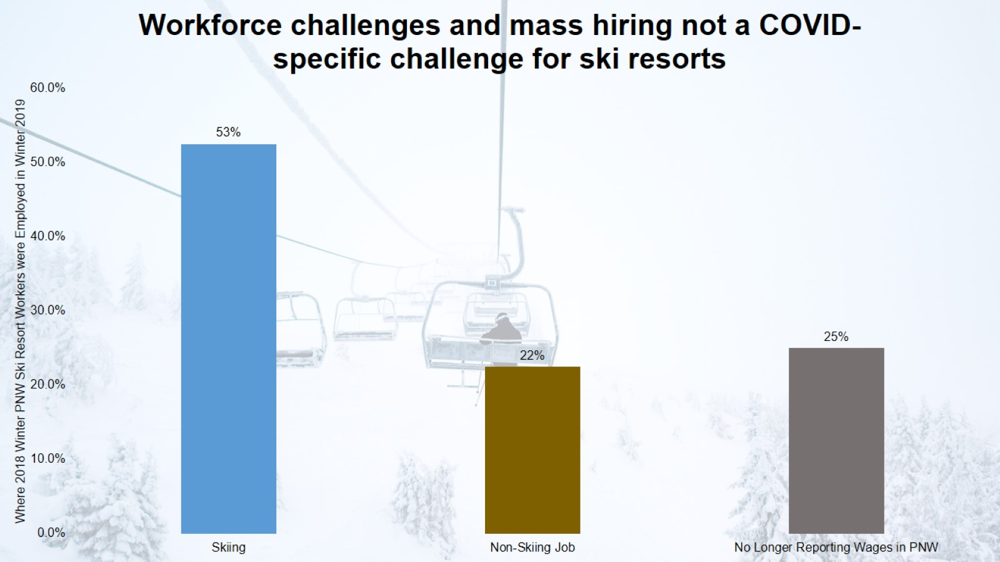 Workforce challenges and mass hiring not a COVID-
specific challenge for ski resorts
Where 2018 Winter PNW Ski Resort Workers were Employed in Winter 2019
60.0%
50.0%
40.0%
30.0%
20.0%
10.0%
0.0%
53%
22%
25%
Skiing
Non-Skiing Job
No Longer Reporting Wages in PNW